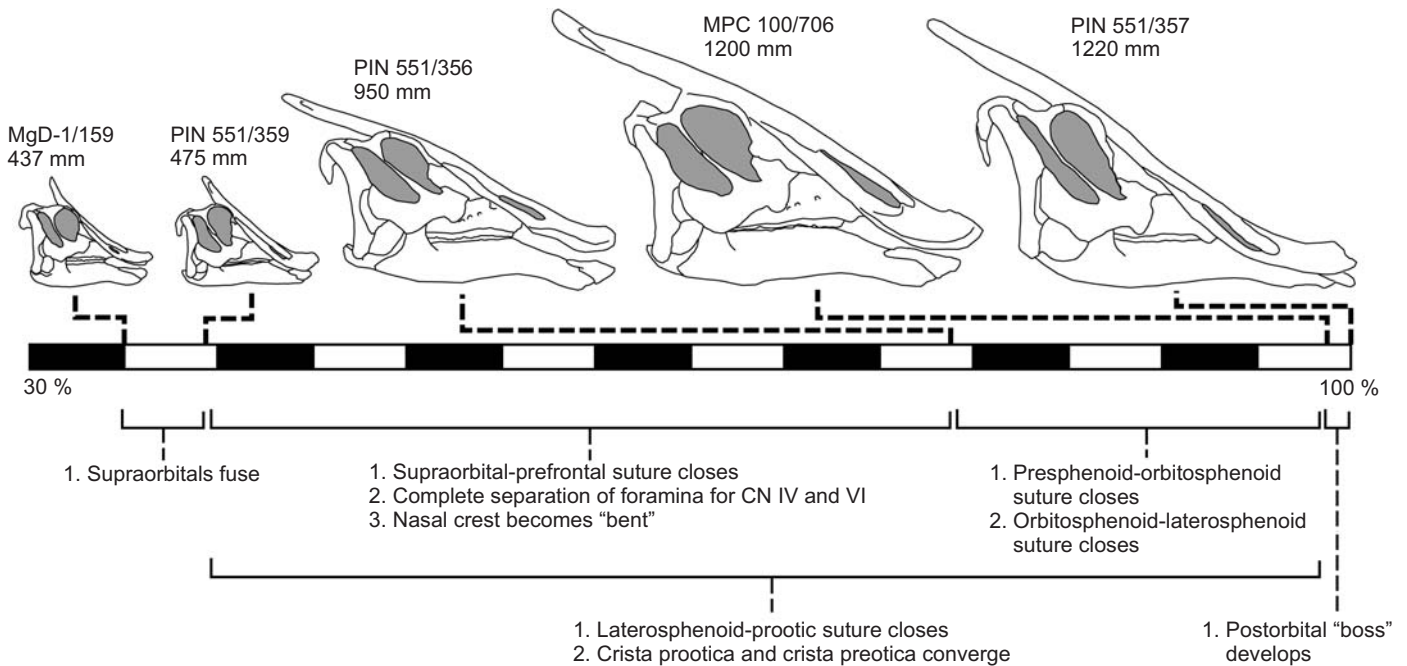 MgD-1/159
437 mm
PIN 551/359
475 mm
PIN 551/356
950 mm
MPC 100/706
1200 mm
PIN 551/357
1220 mm
30 %
100 %
1. Supraorbitals fuse
1. Supraorbital-prefrontal suture closes
2. Complete separation of foramina for CN IV and VI
3. Nasal crest becomes “bent”
1. Presphenoid-orbitosphenoid
suture closes
2. Orbitosphenoid-laterosphenoid
suture closes
1. Laterosphenoid-prootic suture closes
2. Crista prootica and crista preotica converge
1. Postorbital “boss”
develops